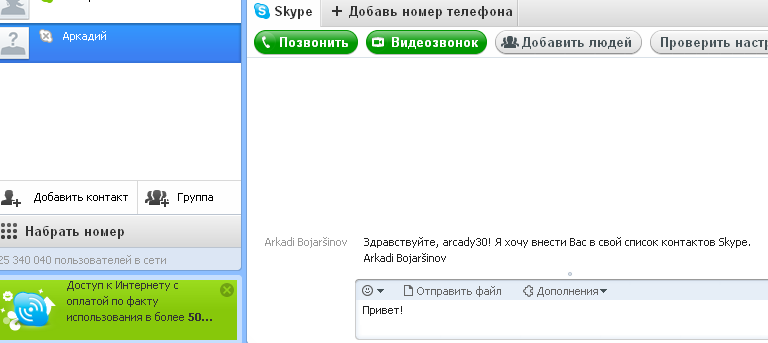 Skype
+ Добавь номер телефона
Аркадий
Позвонить
Видеозвонок
Добавить людей
Проверить
Добавить контакт
Группа
Набрать номер
25 340 040 пользователей в сети
Arkadi Bojaršinov
Здравствуйте, arcady30! Я хочу внести Вас в свой список контактов Skype.
Arkadi Bojaršinov
Доступ к Интернету с
оплатой по факту
использования в более 50...
Отправить файл
Дополнения
Привет!